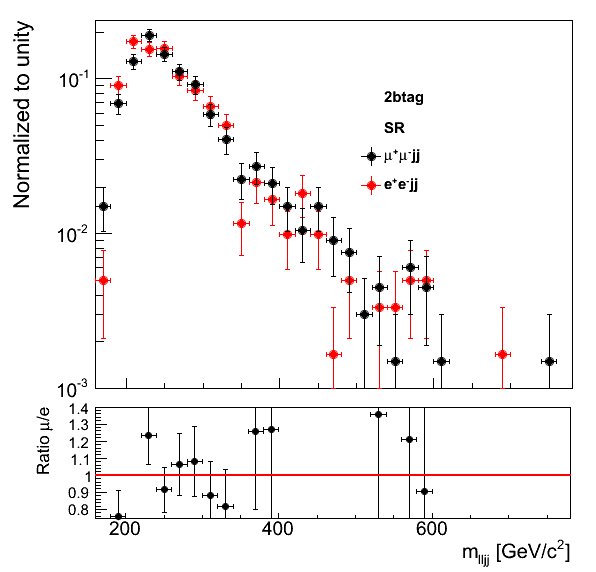 Normalized to unity
10⁻¹
10⁻²
10⁻³
2btag
SR
μ⁺μ⁻jj
e⁺e⁻jj
Ratio μ/e
1.4
1.3
1.2
1.1
1
0.9
0.8
200 400 600
m_lljj [GeV/c²]